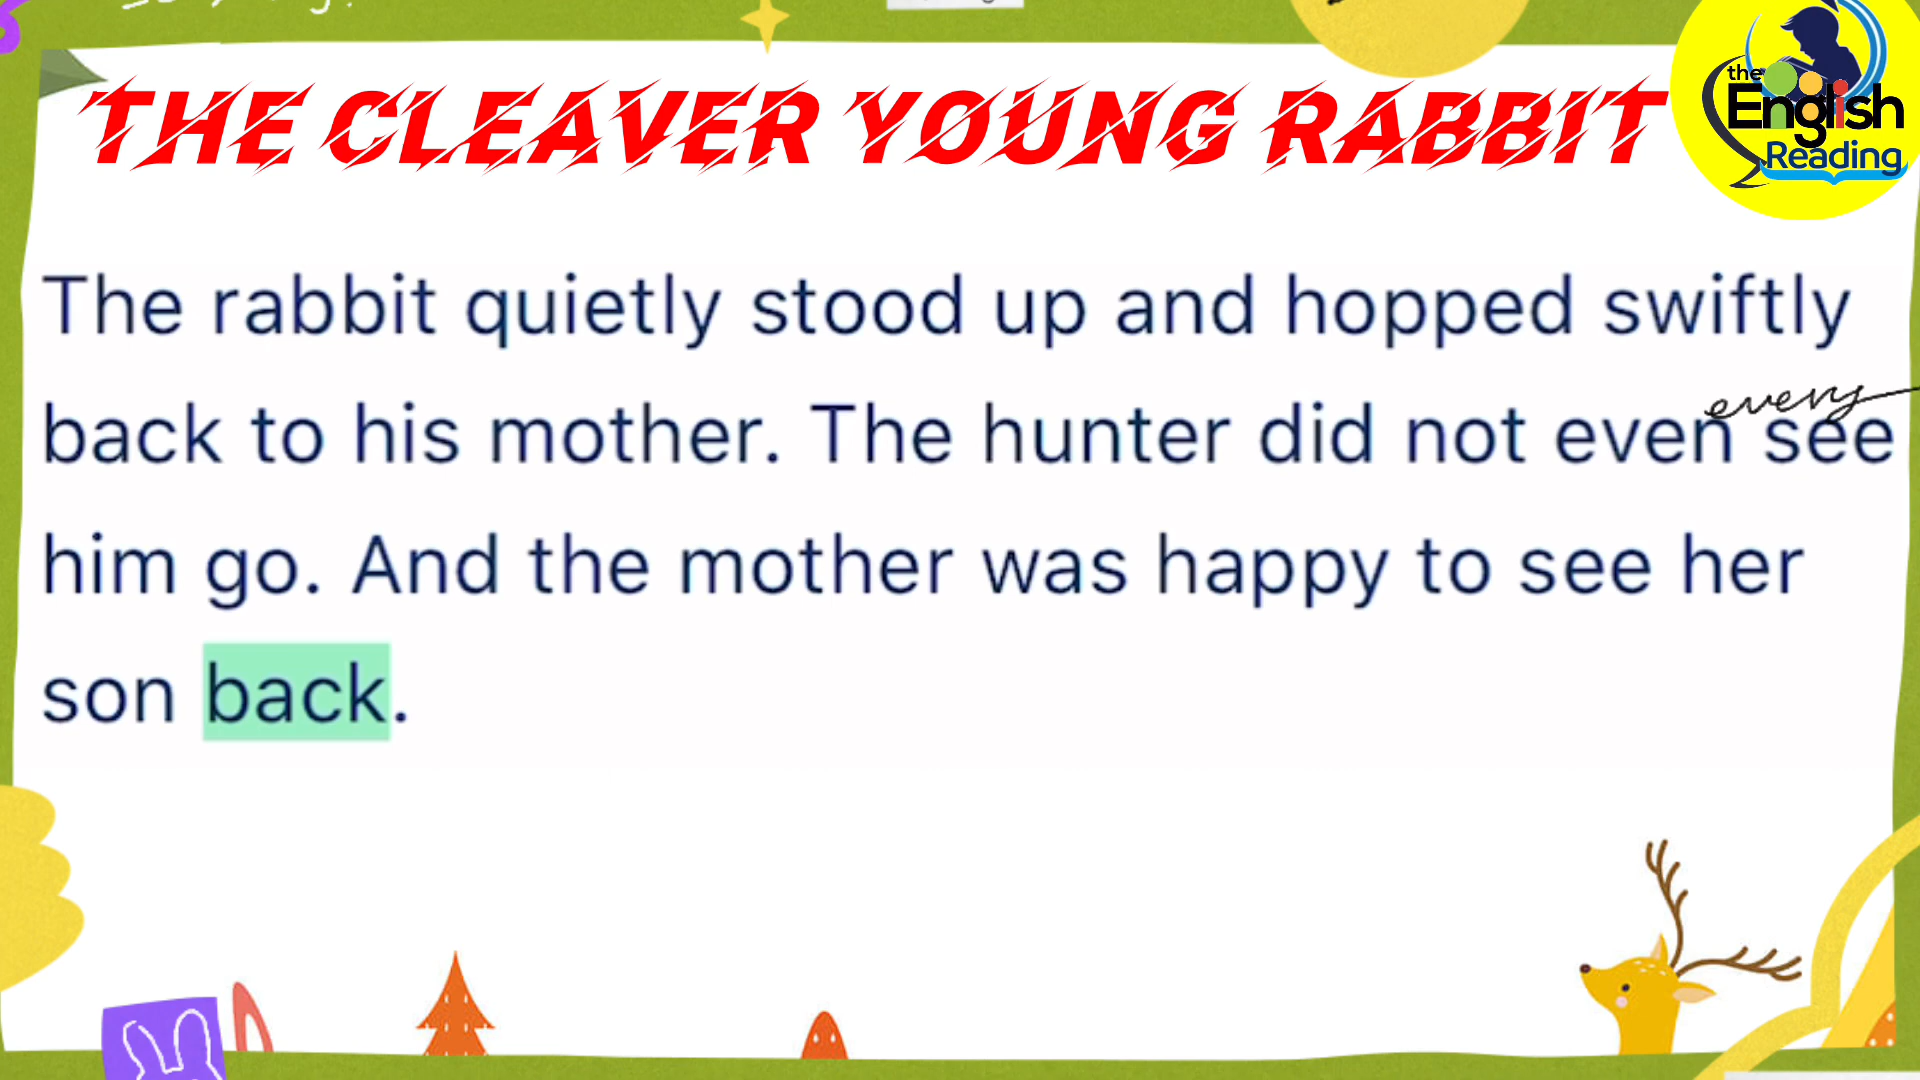 THE CLEAVER YOUNG RABBIT
the
English
Reading
The rabbit quietly stood up and hopped swiftly
every
back to his mother. The hunter did not even see
him go. And the mother was happy to see her
son back.